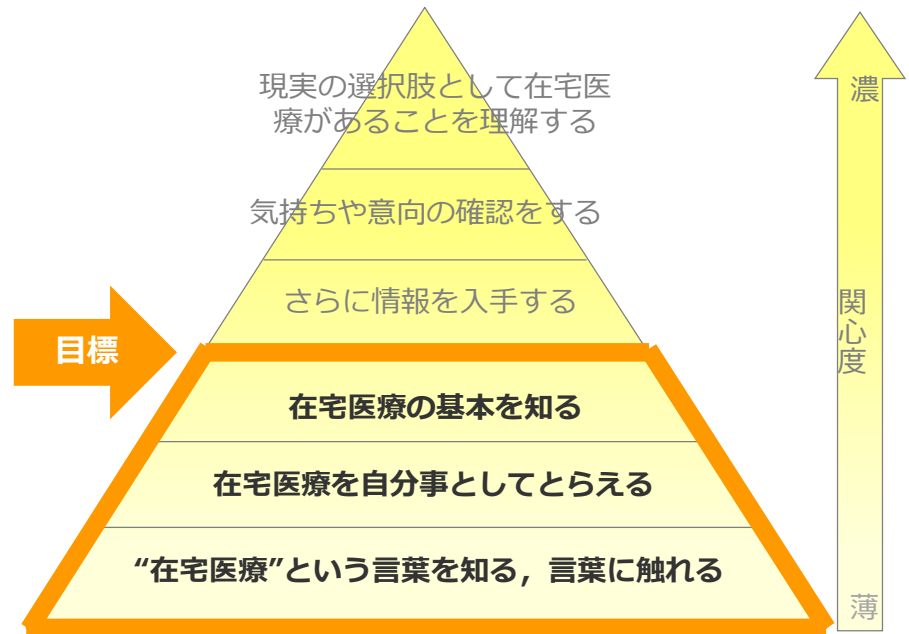 現実の選択肢として在宅医
療があることを理解する
気持ちや意向の確認をする
さらに情報を入手する
目標
在宅医療の基本を知る
在宅医療を自分事としてとらえる
“在宅医療”という言葉を知る，言葉に触れる
濃
関心度
薄